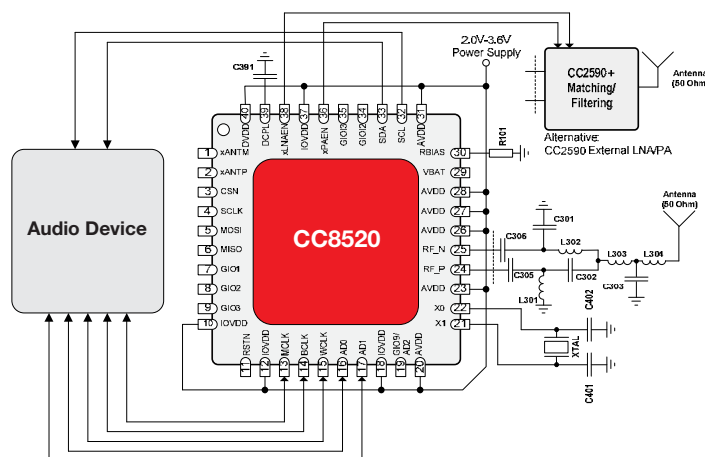 2.0V-3.6V
Power Supply
CC2590+
Matching/
Filtering
Antenna
(50 Ohm)
Alternative:
CC2590 External LNA/PA
C391
40
39
38
37
36
35
34
33
32
31
DVDD
DCPL
xLNAEN
IOVDD
xPAEN
GIO13
GIO12
SDA
SCL
AVDD
1 xANTM
2 xANTP
3 CSN
4 SCLK
5 MOSI
6 MISO
7 GIO1
8 GIO2
9 GIO3
10 IOVDD
RBIAS 30
VBAT 29
AVDD 28
AVDD 27
AVDD 26
RF_N 25
RF_P 24
AVDD 23
X0 22
X1 21
R101
Audio Device
CC8520
Antenna
(50 Ohm)
C301
C306
L302
L303
L304
C305
C302
C303
L301
C402
XTAL
C401
RSTN
IOVDD
MCLK
BCLK
WCLK
AD0
AD1
IOVDD
GIO9/
AD2
AVDD
11
12
13
14
15
16
17
18
19
20